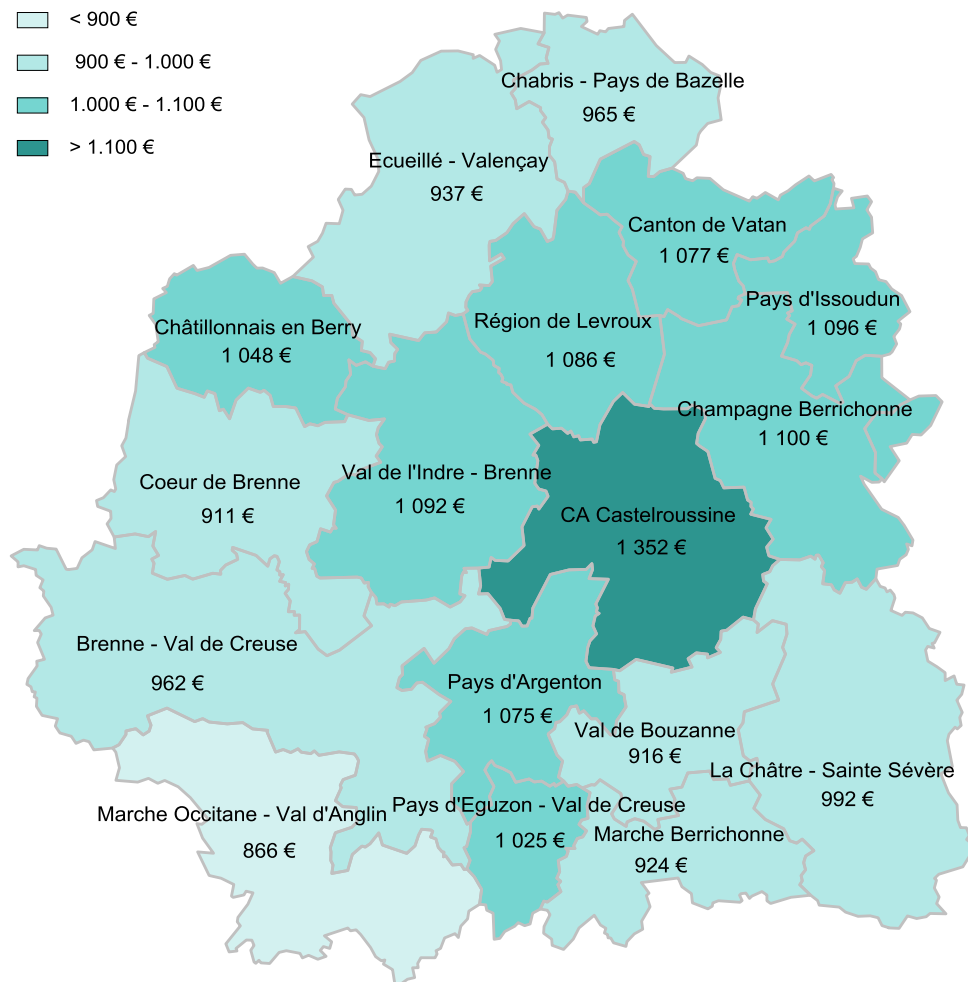 < 900 €
900 € - 1.000 €
1.000 € - 1.100 €
> 1.100 €
Chabris - Pays de Bazelle
965 €
Ecueillé - Valençay
937 €
Canton de Vatan
1 077 €
Pays d'Issoudun
1 096 €
Châtillonnais en Berry
1 048 €
Région de Levroux
1 086 €
Champagne Berrichonne
1 100 €
Coeur de Brenne
911 €
Val de l'Indre - Brenne
1 092 €
CA Castelroussine
1 352 €
Brenne - Val de Creuse
962 €
Pays d'Argenton
1 075 €
Val de Bouzanne
916 €
La Châtre - Sainte Sévère
992 €
Marche Occitane - Val d'Anglin
866 €
Pays d'Eguzon - Val de Creuse
1 025 €
Marche Berrichonne
924 €